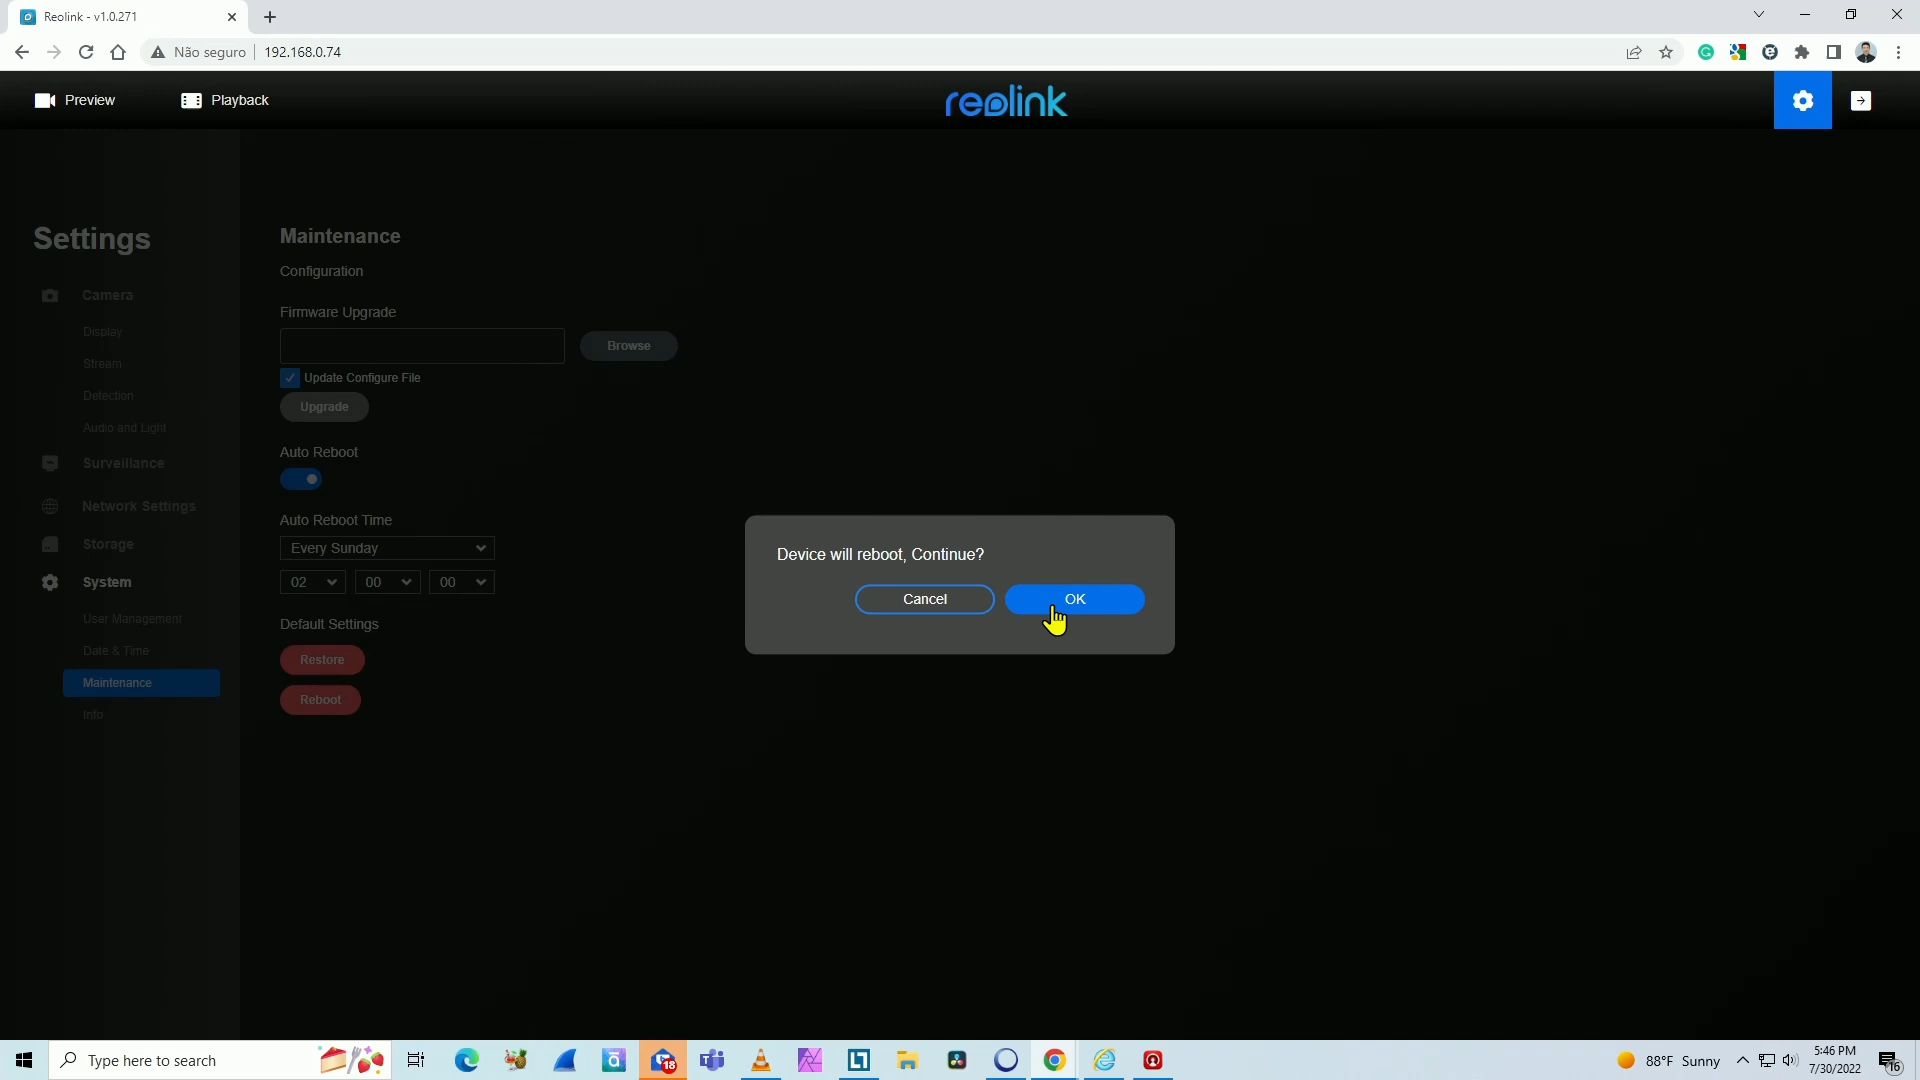 Reolink - v1.0.271
Não seguro
192.168.0.74
Preview
Playback
reolink
Settings
Camera
Display
Stream
Detection
Audio and Light
Surveillance
Network Settings
Storage
System
User Management
Date & Time
Maintenance
Info
Maintenance
Configuration
Firmware Upgrade
Browse
Update Configure File
Upgrade
Auto Reboot
Auto Reboot Time
Every Sunday
02 00 00
Default Settings
Restore
Reboot
Device will reboot, Continue?
Cancel
OK
Type here to search
18
88°F Sunny
5:46 PM
7/30/2022
16